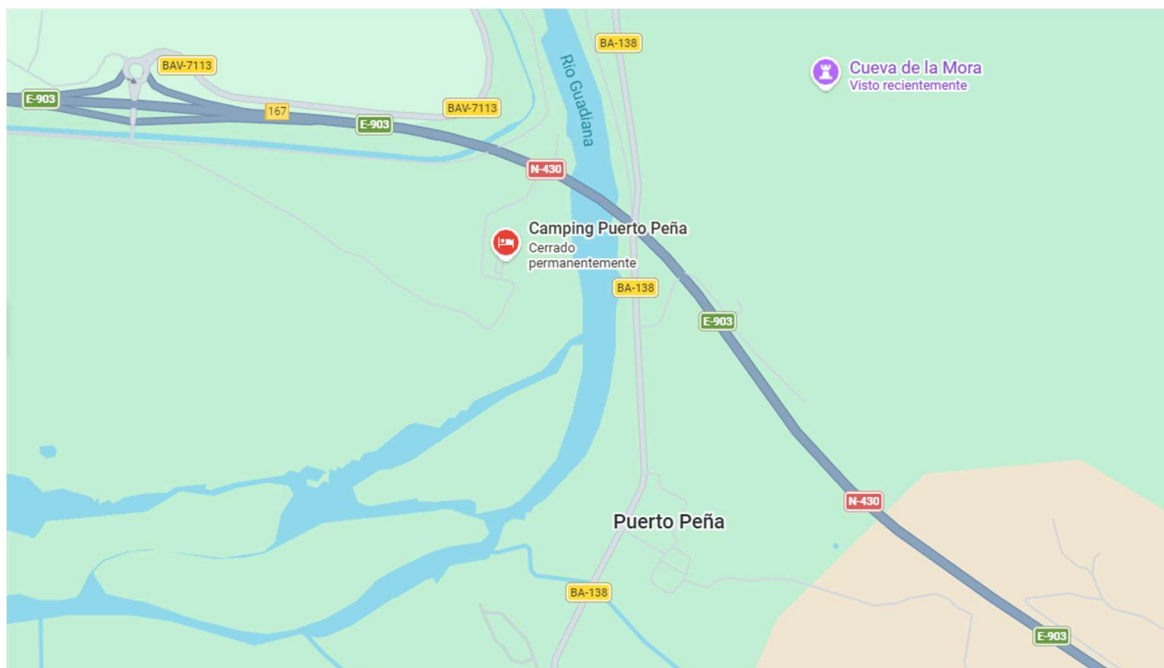 BA-138
BAV-7113
Cueva de la Mora
Visto recientemente
E-903
BAV-7113
167
E-903
Río Guadiana
N-430
Camping Puerto Peña
Cerrado
permanentemente
BA-138
E-903
N-430
Puerto Peña
BA-138
E-903